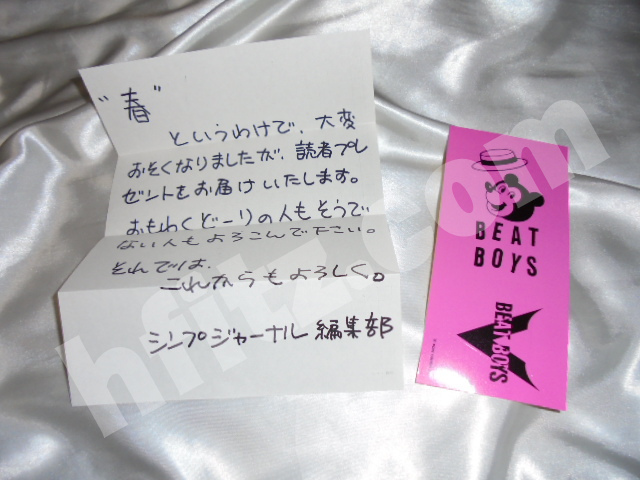 "春"
というわけで、大変
おそくなりましたが、読者プレ
ゼントをお届けいたします。
おもわくどーりの人もそうで
ない人もよろこんで下さい。
それでは、
これからもよろしく。
シンプジャーナル編集部
BEAT
BOYS
BEAT BOYS
hfitz.com